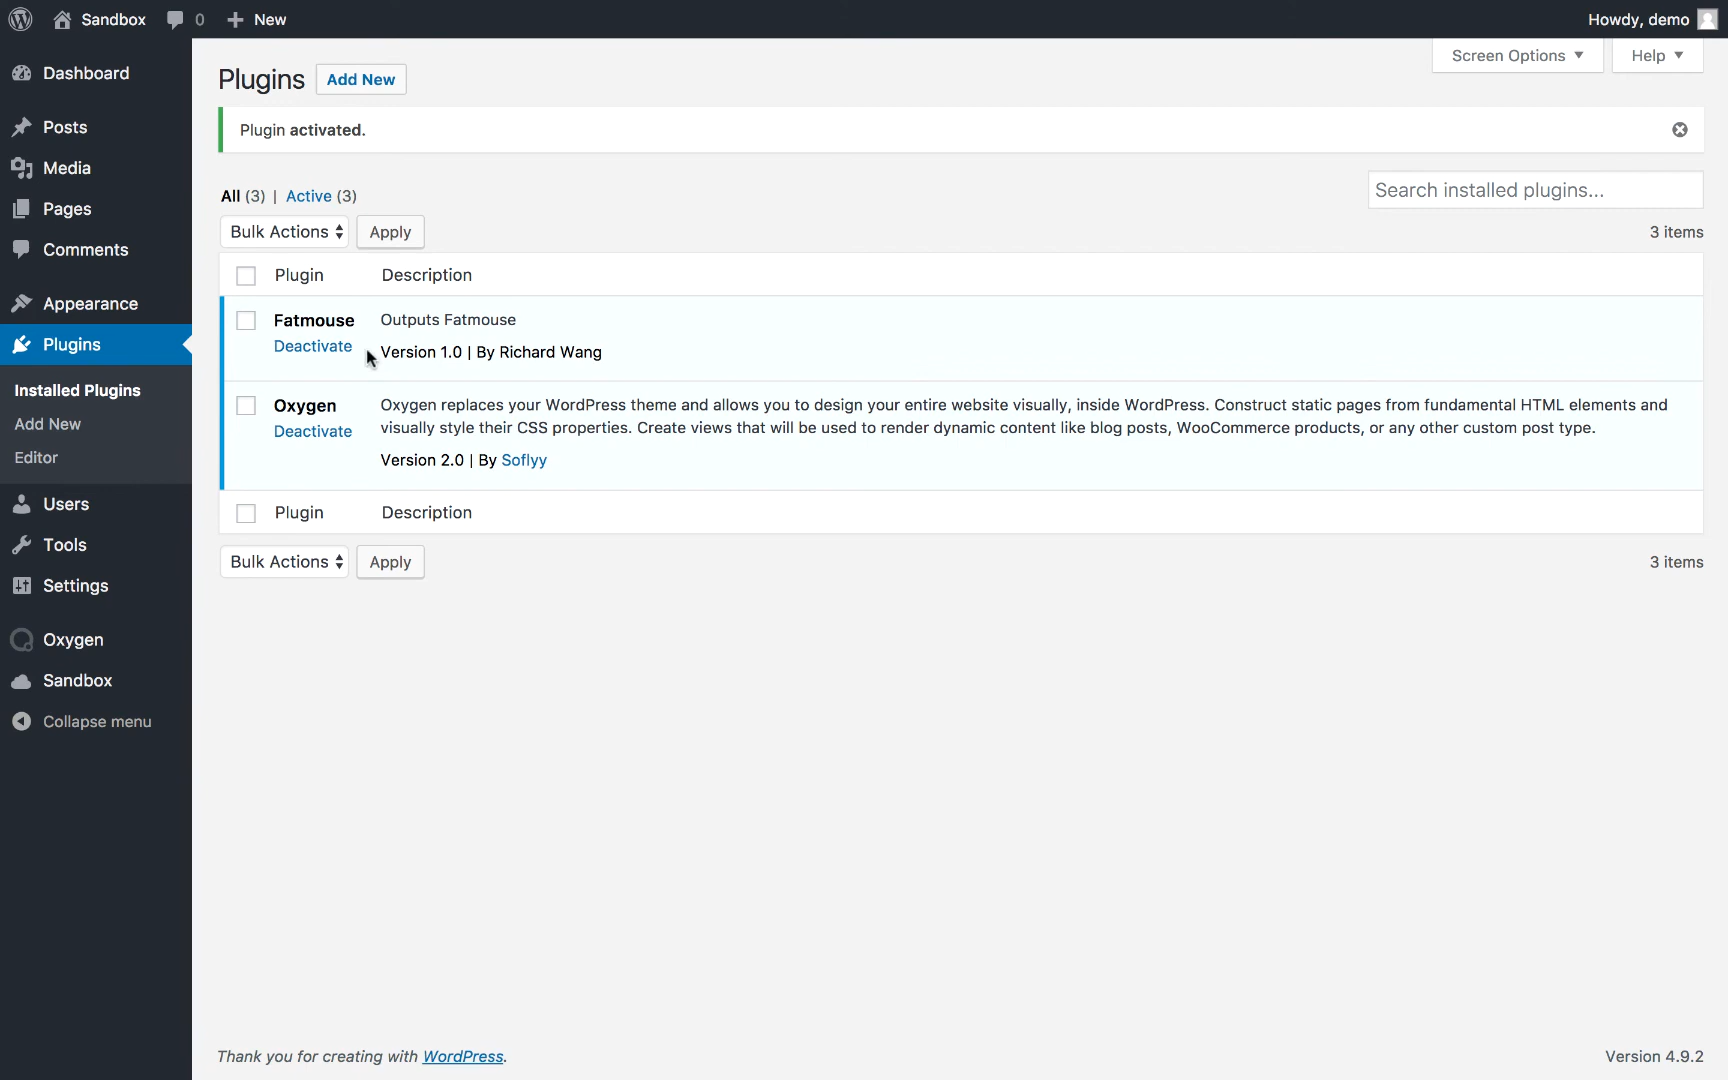 Sandbox 0 New Howdy, demo
Dashboard
Posts
Media
Pages
Comments
Appearance
Plugins
Installed Plugins
Add New
Editor
Users
Tools
Settings
Oxygen
Sandbox
Collapse menu
Screen Options Help
Plugins Add New
Plugin activated.
All (3) | Active (3)
Search installed plugins...
Bulk Actions Apply 3 items
Plugin Description
Fatmouse Outputs Fatmouse
Deactivate Version 1.0 | By Richard Wang
Oxygen Oxygen replaces your WordPress theme and allows you to design your entire website visually, inside WordPress. Construct static pages from fundamental HTML elements and
Deactivate visually style their CSS properties. Create views that will be used to render dynamic content like blog posts, WooCommerce products, or any other custom post type.
Version 2.0 | By Soflyy
Plugin Description
Bulk Actions Apply 3 items
Thank you for creating with WordPress. Version 4.9.2